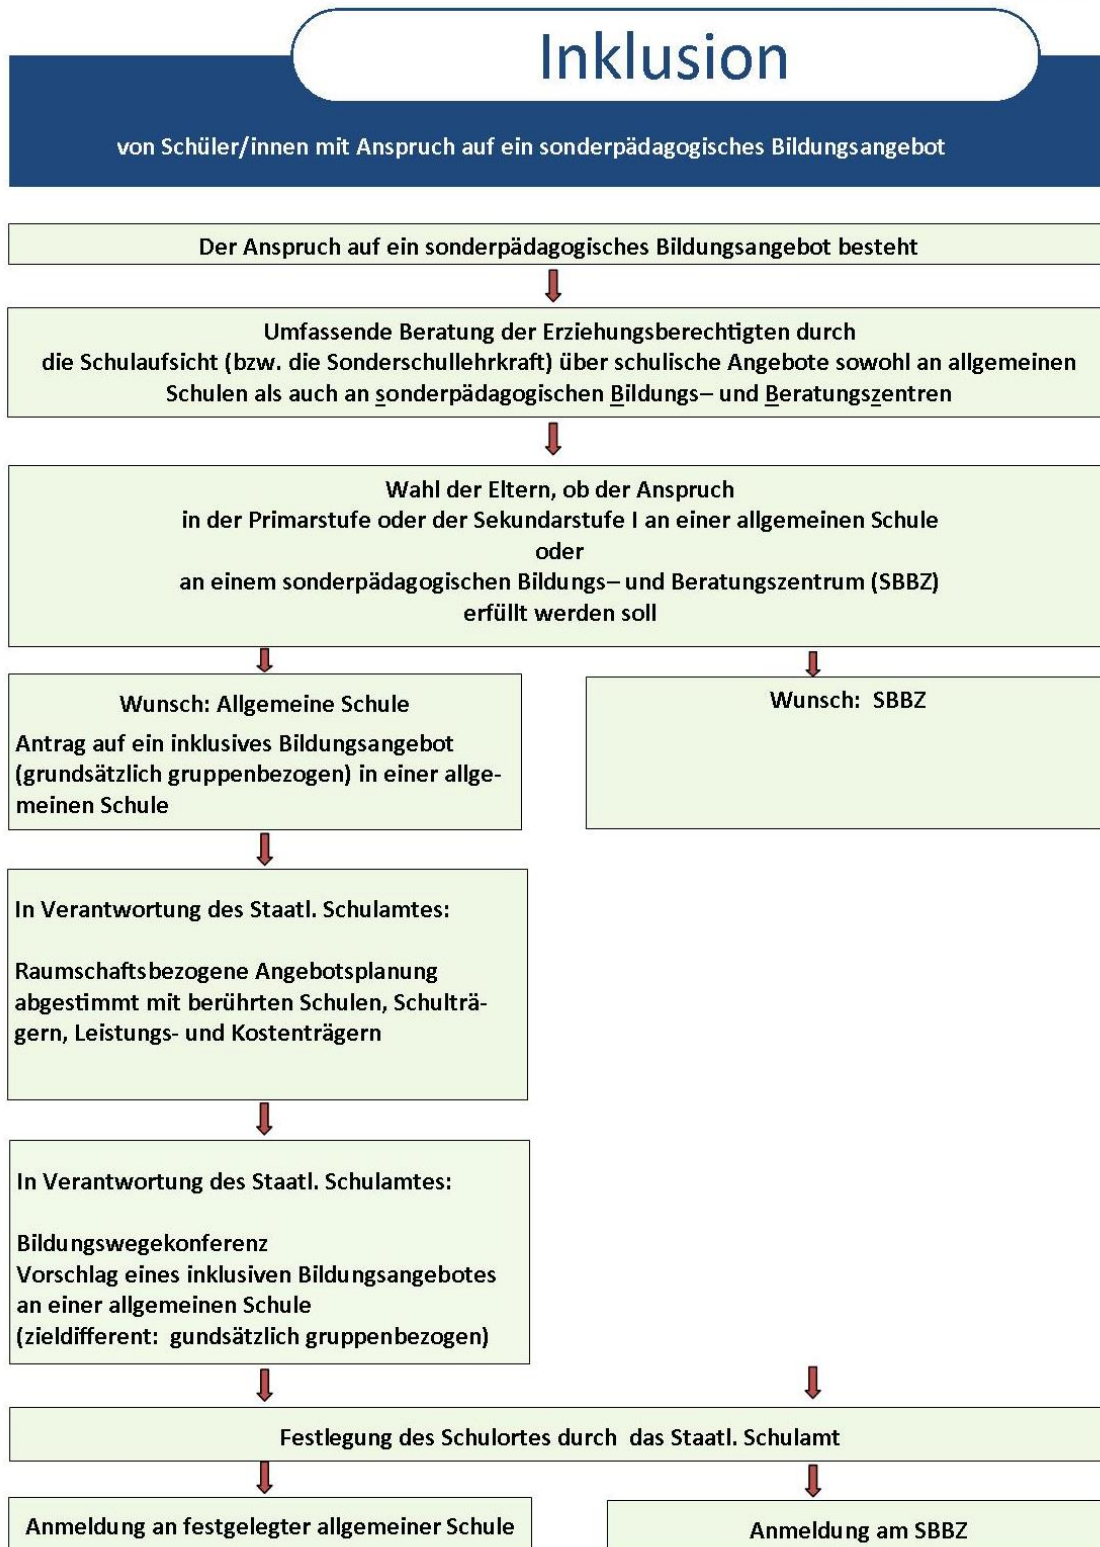 Inklusion
von Schüler/innen mit Anspruch auf ein sonderpädagogisches Bildungsangebot
Der Anspruch auf ein sonderpädagogisches Bildungsangebot besteht
Umfassende Beratung der Erziehungsberechtigten durch
die Schulaufsicht (bzw. die Sonderschullehrkraft) über schulische Angebote sowohl an allgemeinen
Schulen als auch an sonderpädagogischen Bildungs– und Beratungszentren
Wahl der Eltern, ob der Anspruch
in der Primarstufe oder der Sekundarstufe I an einer allgemeinen Schule
oder
an einem sonderpädagogischen Bildungs– und Beratungszentrum (SBBZ)
erfüllt werden soll
Wunsch: Allgemeine Schule
Antrag auf ein inklusives Bildungsangebot
(grundsätzlich gruppenbezogen) in einer allge-
meinen Schule
Wunsch: SBBZ
In Verantwortung des Staatl. Schulamtes:
Raumschaftsbezogene Angebotsplanung
abgestimmt mit berührten Schulen, Schulträ-
gern, Leistungs- und Kostenträgern
In Verantwortung des Staatl. Schulamtes:
Bildungswegekonferenz
Vorschlag eines inklusiven Bildungsangebotes
an einer allgemeinen Schule
(zieldifferent: gundsätzlich gruppenbezogen)
Festlegung des Schulortes durch das Staatl. Schulamt
Anmeldung an festgelegter allgemeiner Schule
Anmeldung am SBBZ